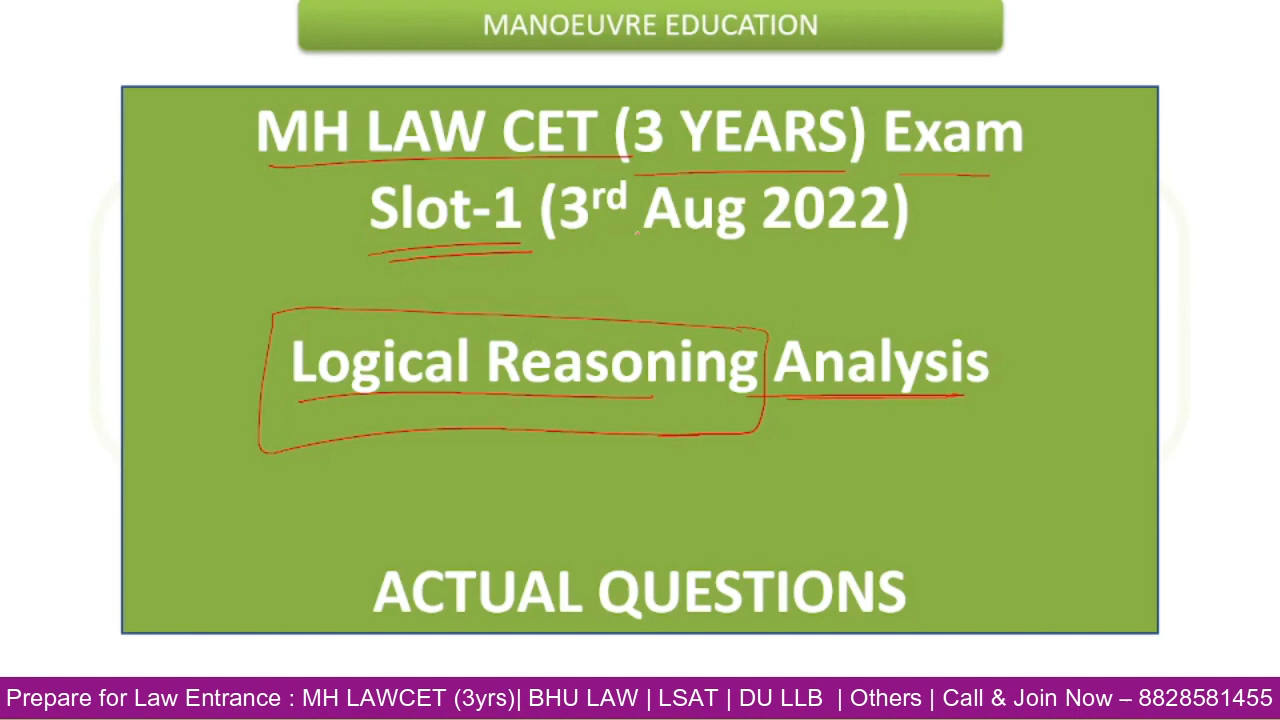 MANOEUVRE EDUCATION
MH LAW CET (3 YEARS) Exam
Slot-1 (3rd Aug 2022)
Logical Reasoning Analysis
ACTUAL QUESTIONS
Prepare for Law Entrance : MH LAWCET (3yrs)| BHU LAW | LSAT | DU LLB | Others | Call & Join Now – 8828581455